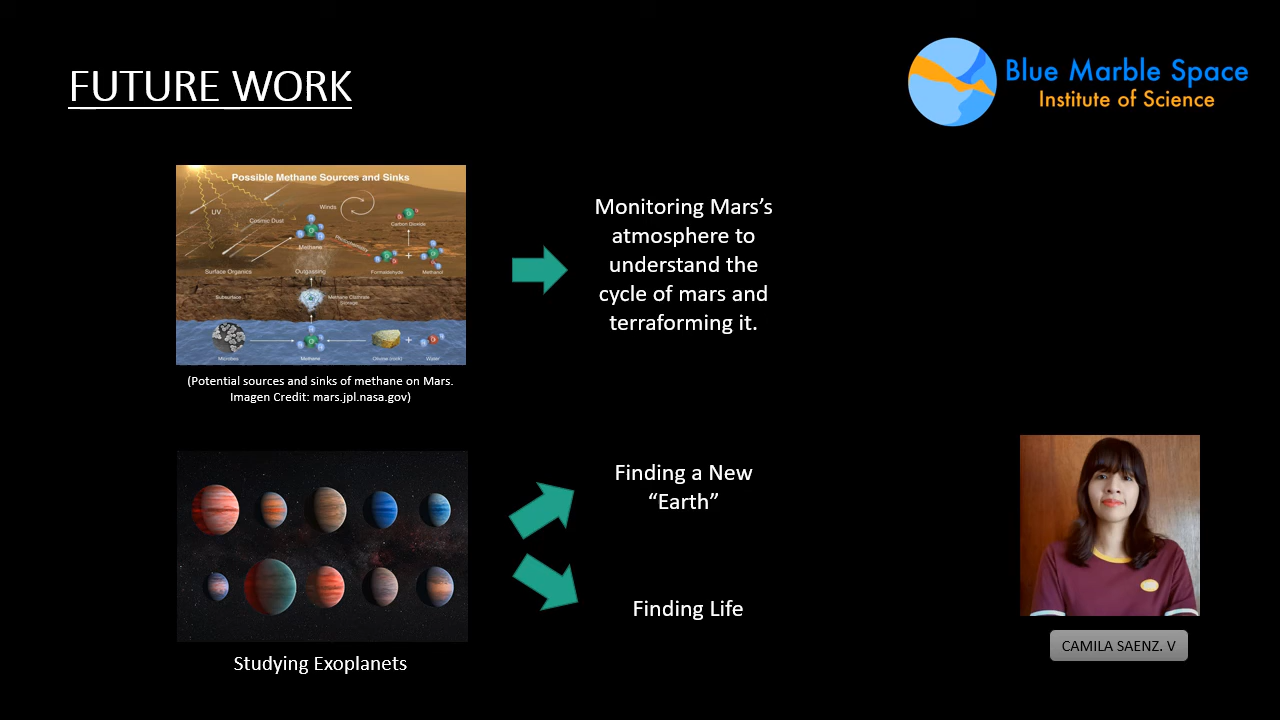 FUTURE WORK
Blue Marble Space
Institute of Science
Possible Methane Sources and Sinks
UV
Cosmic Dust
Winds
Carbon Dioxide
Methane
Photochemistry
Surface Organics
Outgassing
Formaldehyde
Methanol
Subsurface
Methane Clathrate
Storage
Microbes
Methane
Olivine (rock)
Water
(Potential sources and sinks of methane on Mars.
Imagen Credit: mars.jpl.nasa.gov)
Monitoring Mars’s
atmosphere to
understand the
cycle of mars and
terraforming it.
Finding a New
“Earth”
Finding Life
Studying Exoplanets
CAMILA SAENZ. V